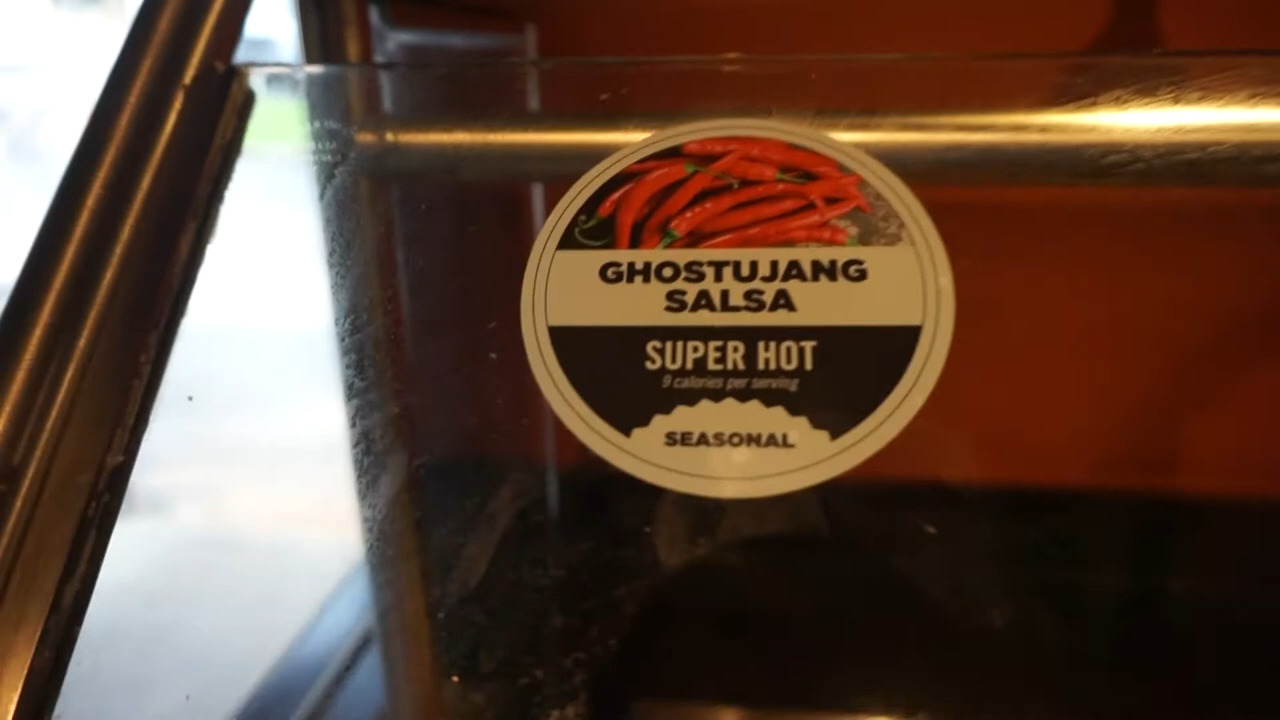 GHOSTUJANG
SALSA
SUPER HOT
9 calories per serving
SEASONAL